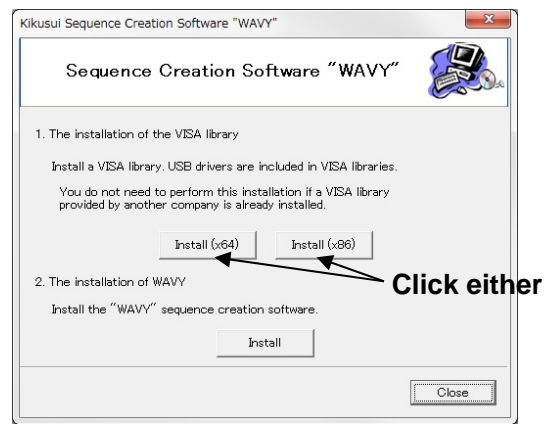 Kikusui Sequence Creation Software "WAVY"
Sequence Creation Software "WAVY"
1. The installation of the VISA library
Install a VISA library. USB drivers are included in VISA libraries.
You do not need to perform this installation if a VISA library
provided by another company is already installed.
Install (x64) Install (x86)
Click either
2. The installation of WAVY
Install the "WAVY" sequence creation software.
Install
Close